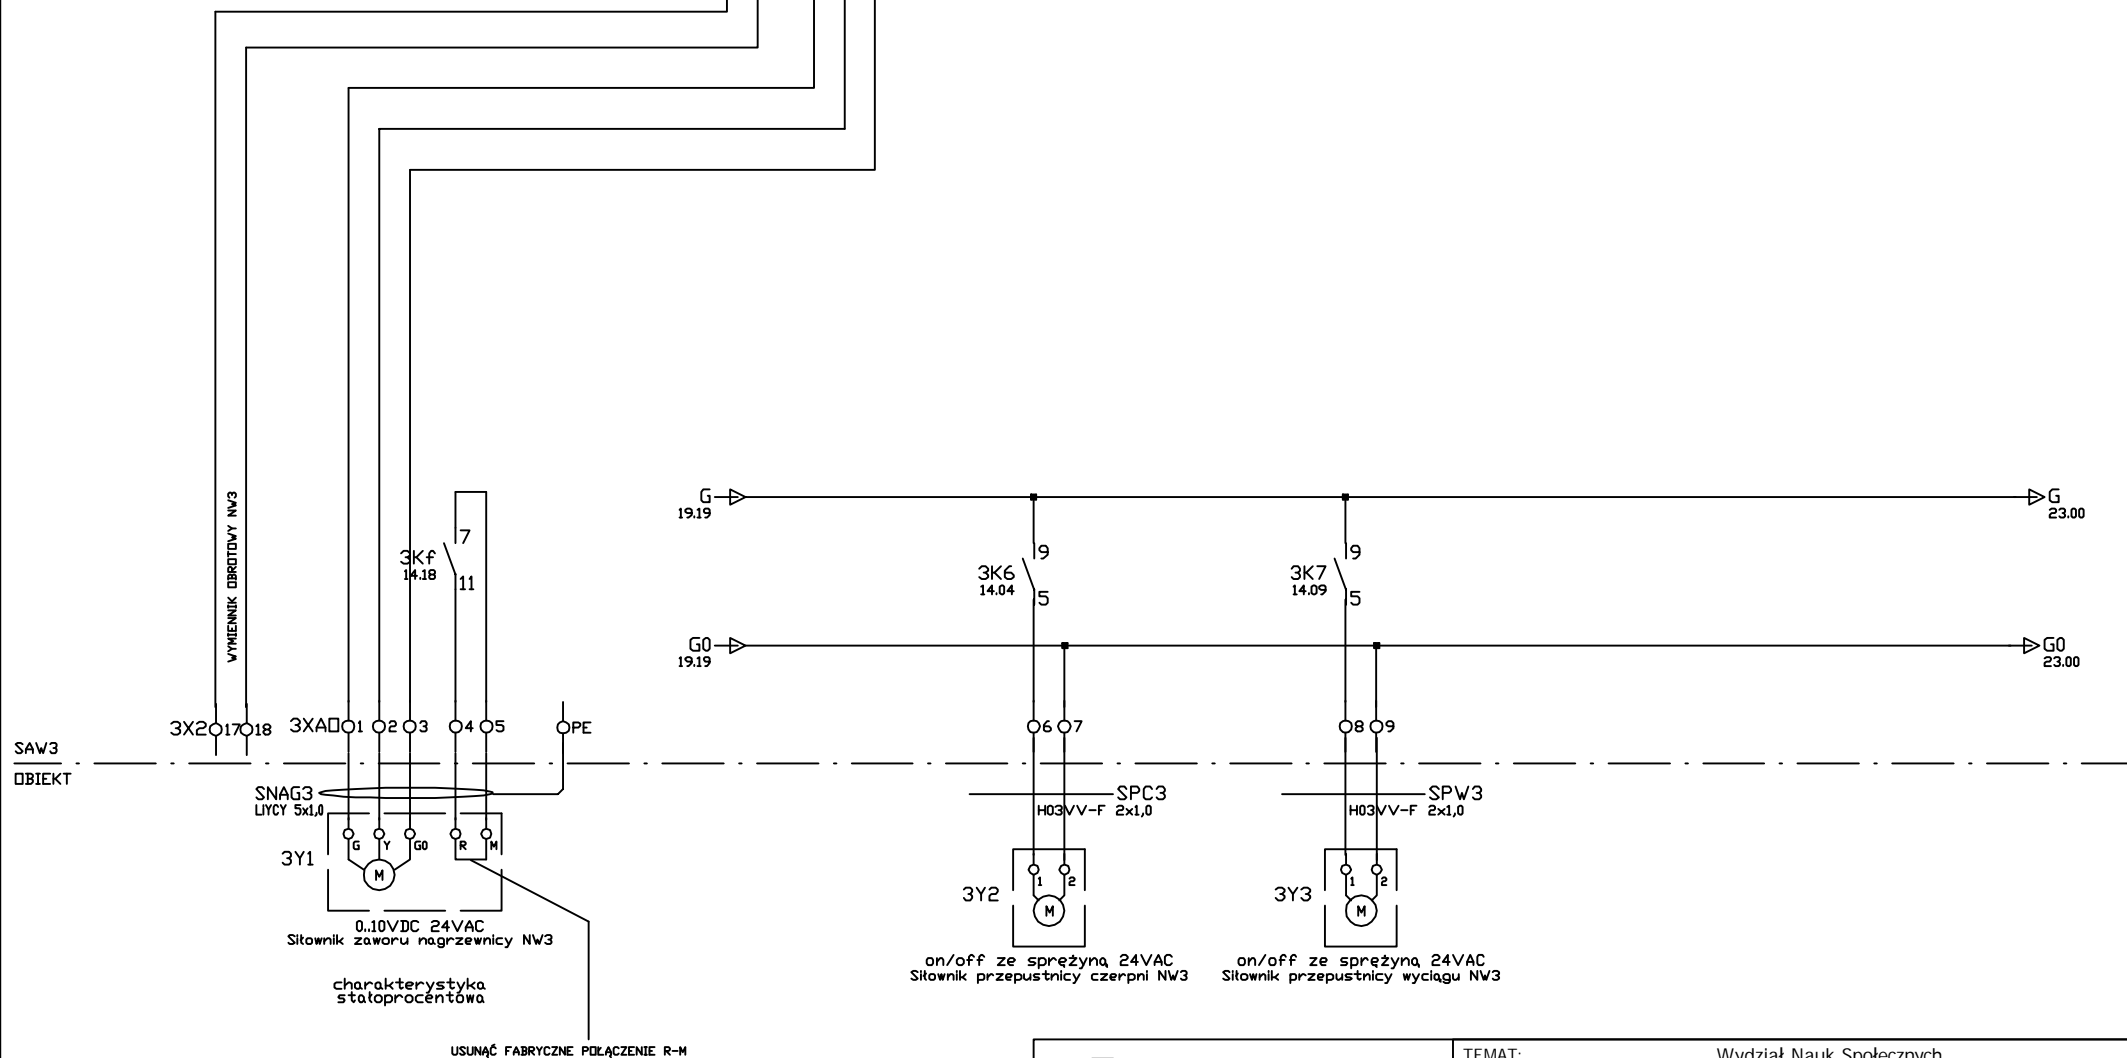 WYMIENNIK OBROTOWY NW3
7
3Kf
14.18
11
G
19.19
G
23.00
9
3K6
14.04
5
9
3K7
14.09
5
G0
19.19
G0
23.00
3X2 17 18
3XAO 1 2 3 4 5 PE
6 7
8 9
SAW3
OBIEKT
SNAG3
LIYCY 5x1,0
SPC3
H03VV-F 2x1,0
SPW3
H03VV-F 2x1,0
G Y G0 R M
3Y1
M
1 2
3Y2
M
1 2
3Y3
M
0..10VDC 24VAC
Siłownik zaworu nagrzewnicy NW3
on/off ze sprężyną 24VAC
Siłownik przepustnicy czerpni NW3
on/off ze sprężyną 24VAC
Siłownik przepustnicy wyciągu NW3
charakterystyka
stałoprocentowa
USUNĄĆ FABRYCZNE POŁĄCZENIE R-M
TEMAT: Wydział Nauk Społecznych